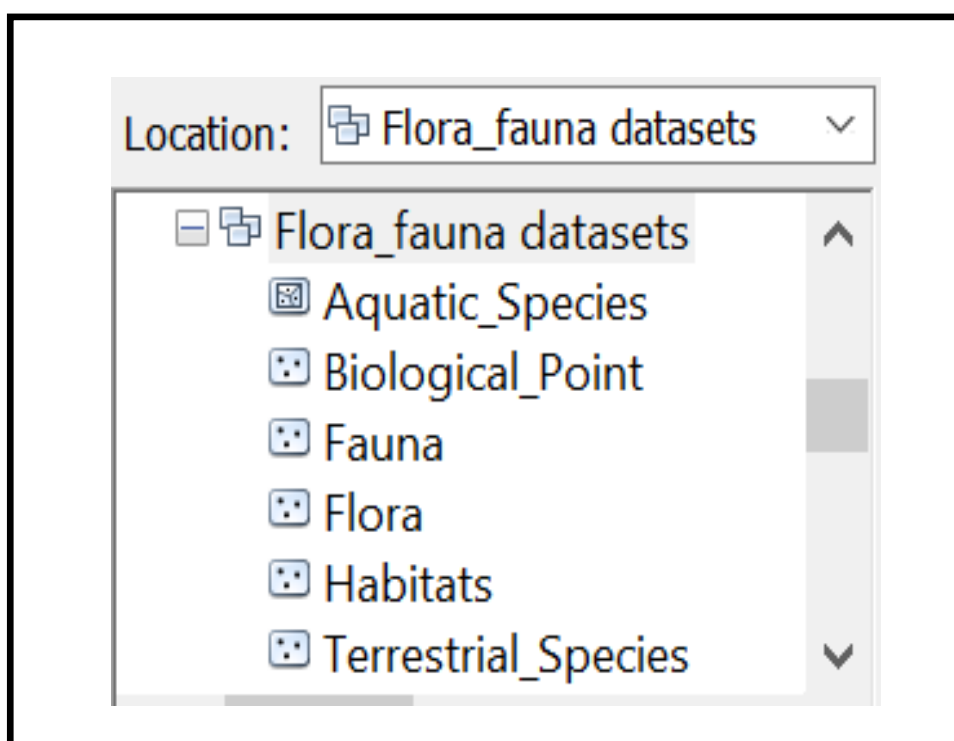 Location: Flora_fauna datasets
Flora_fauna datasets
Aquatic_Species
Biological_Point
Fauna
Flora
Habitats
Terrestrial_Species